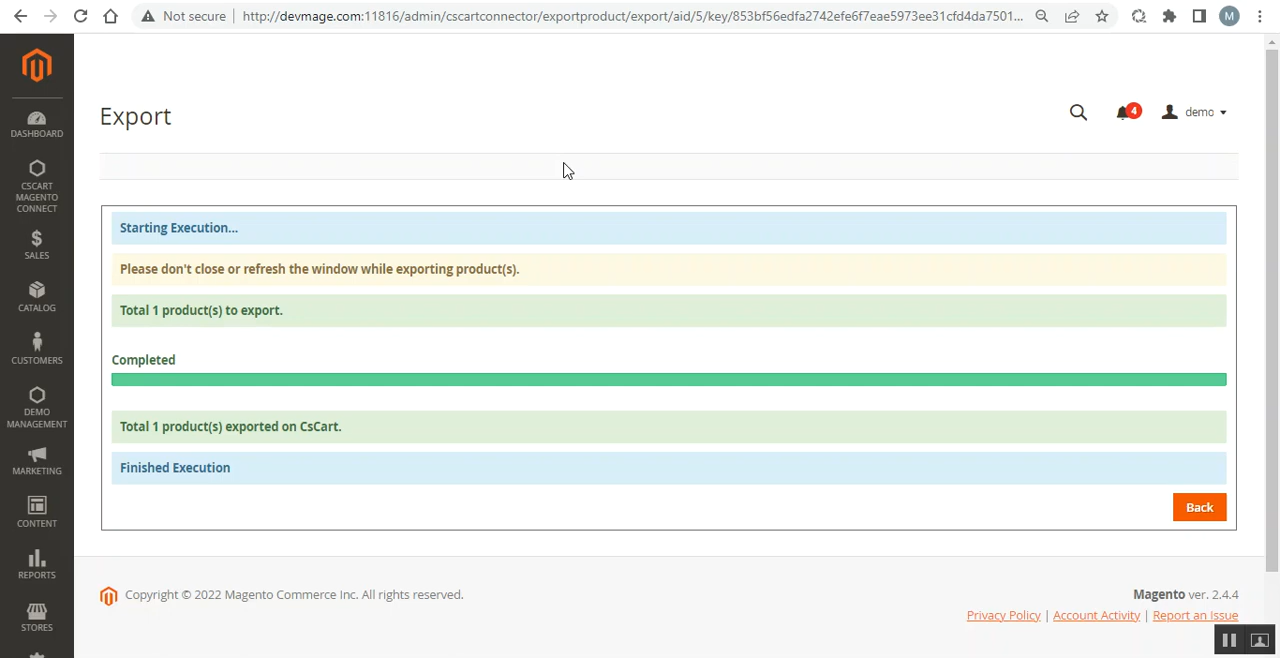 Not secure
http://devmage.com:11816/admin/cscartconnector/exportproduct/export/aid/5/key/853bf56edfa2742efe6f7eae5973ee31cfd4da7501...
M
DASHBOARD
CSCART
MAGENTO
CONNECT
SALES
CATALOG
CUSTOMERS
DEMO
MANAGEMENT
MARKETING
CONTENT
REPORTS
STORES
Export
4
demo
Starting Execution...
Please don't close or refresh the window while exporting product(s).
Total 1 product(s) to export.
Completed
Total 1 product(s) exported on CsCart.
Finished Execution
Back
Copyright © 2022 Magento Commerce Inc. All rights reserved.
Magento ver. 2.4.4
Privacy Policy | Account Activity | Report an Issue